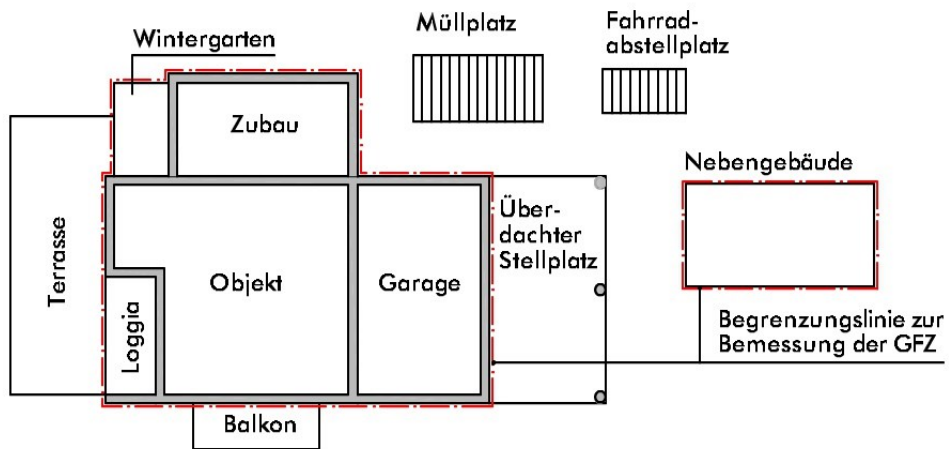 Müllplatz
Fahrrad-
abstellplatz
Wintergarten
Zubau
Nebengebäude
Über-
dachter
Stellplatz
Terrasse
Objekt
Garage
Loggia
Begrenzungslinie zur
Bemessung der GFZ
Balkon